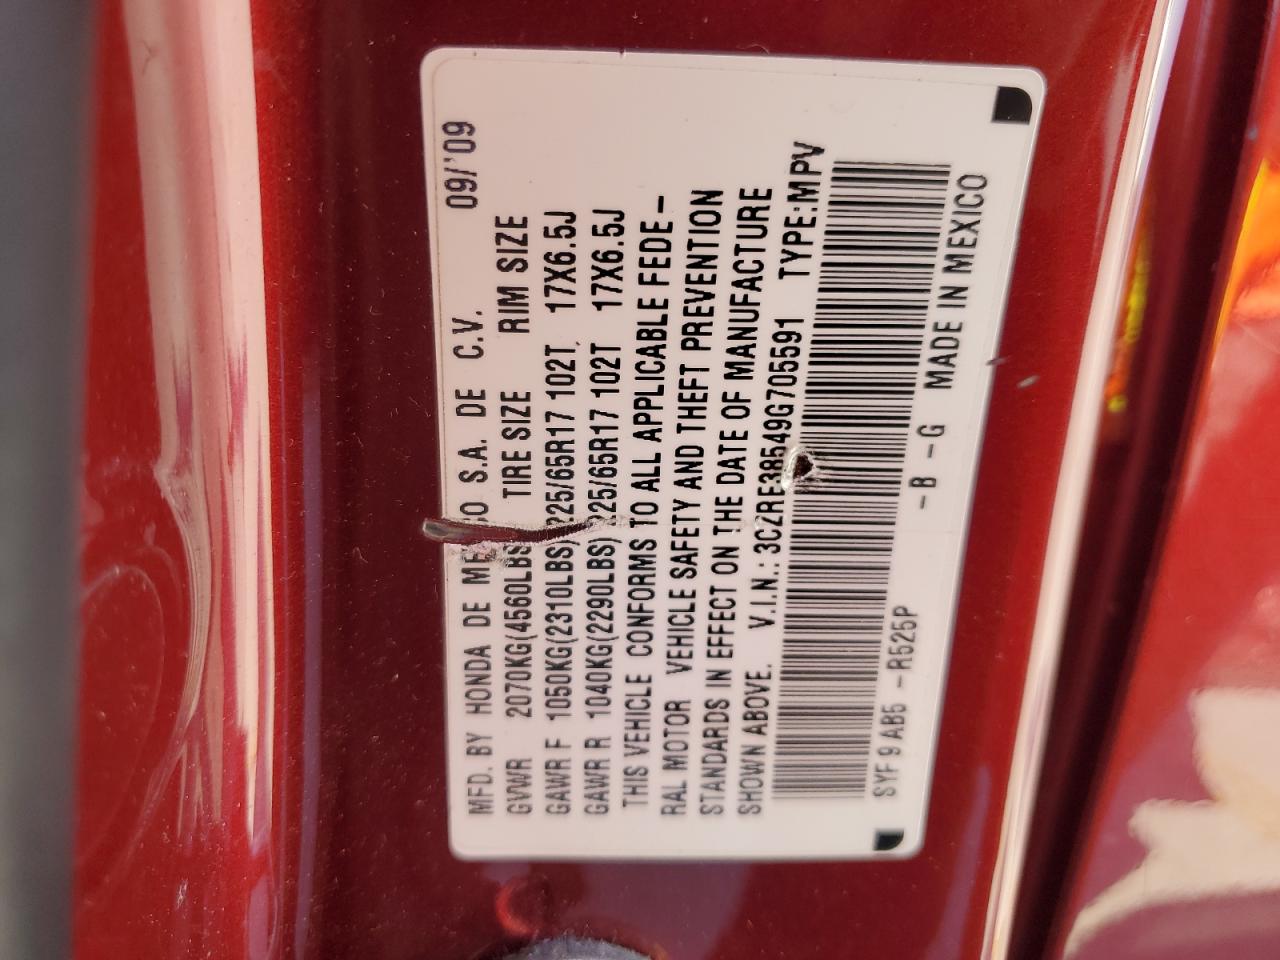 MFD. BY HONDA DE ME CO S.A. DE C.V. 09/'09
GVWR 2070KG(4560LBS TIRE SIZE RIM SIZE
GAWR F 1050KG(2310LBS) 225/65R17 102T, 17X6.5J
GAWR R 1040KG(2290LBS) 225/65R17 102T 17X6.5J
THIS VEHICLE CONFORMS TO ALL APPLICABLE FEDE–
RAL MOTOR VEHICLE SAFETY AND THEFT PREVENTION
STANDARDS IN EFFECT ON THE DATE OF MANUFACTURE
SHOWN ABOVE. V.I.N.: 3CZRE38549G705591 TYPE:MPV
SYF 9 AB5 –R525P –B –G MADE IN MEXICO